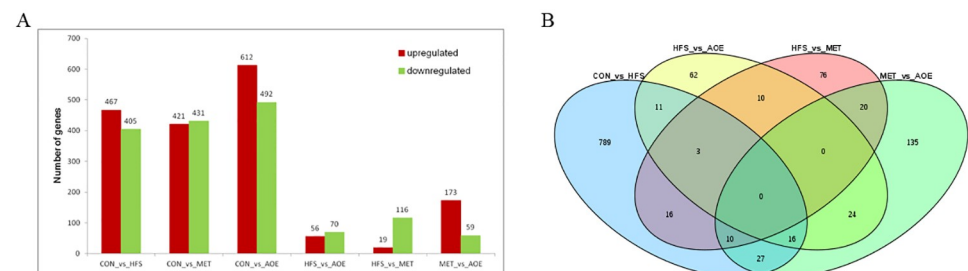 A
700
600
500
400
300
200
100
0
Number of genes
upregulated
downregulated
467
405
421
431
612
492
56
70
19
116
173
59
CON_vs_HFS
CON_vs_MET
CON_vs_AOE
HFS_vs_AOE
HFS_vs_MET
MET_vs_AOE
B
HFS_vs_AOE
HFS_vs_MET
CON_vs_HFS
MET_vs_AOE
62
76
11
10
20
789
3
0
135
0
16
24
10
16
27